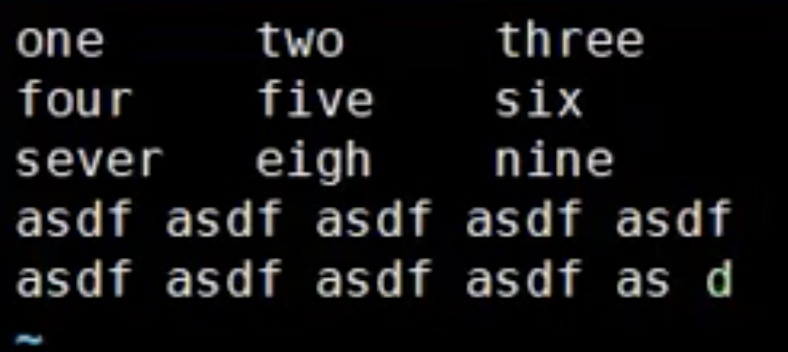 one two three
four five six
sever eigh nine
asdf asdf asdf asdf asdf
asdf asdf asdf asdf as d
~